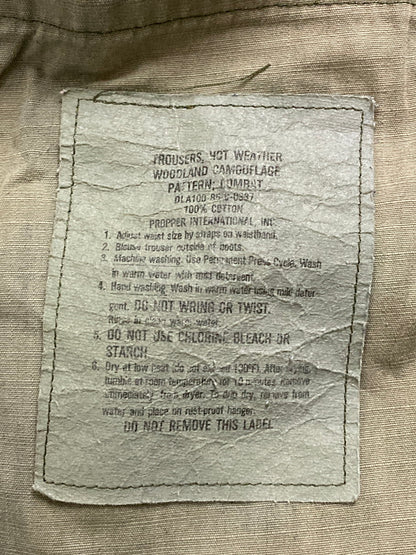 TROUSERS, HOT WEATHER
WOODLAND CAMOUFLAGE
PATTERN: COMBAT
DLA100-86-C-0537
100% COTTON
PROPPER INTERNATIONAL, INC.
1. Adjust waist size by straps on waistband.
2. Blouse trouser outside of boots.
3. Machine washing. Use Permanent Press Cycle. Wash
in warm water with mild detergent.
4. Hand washing. Wash in warm water using mild deter-
gent. DO NOT WRING OR TWIST.
Rinse in clean warm water.
5. DO NOT USE CHLORINE BLEACH OR
STARCH.
6. Dry at low heat (do not exceed 130°F). After drying,
tumble at room temperature for 10 minutes. Remove
immediately from dryer. To drip dry, remove from
water and place on rust-proof hanger.
DO NOT REMOVE THIS LABEL